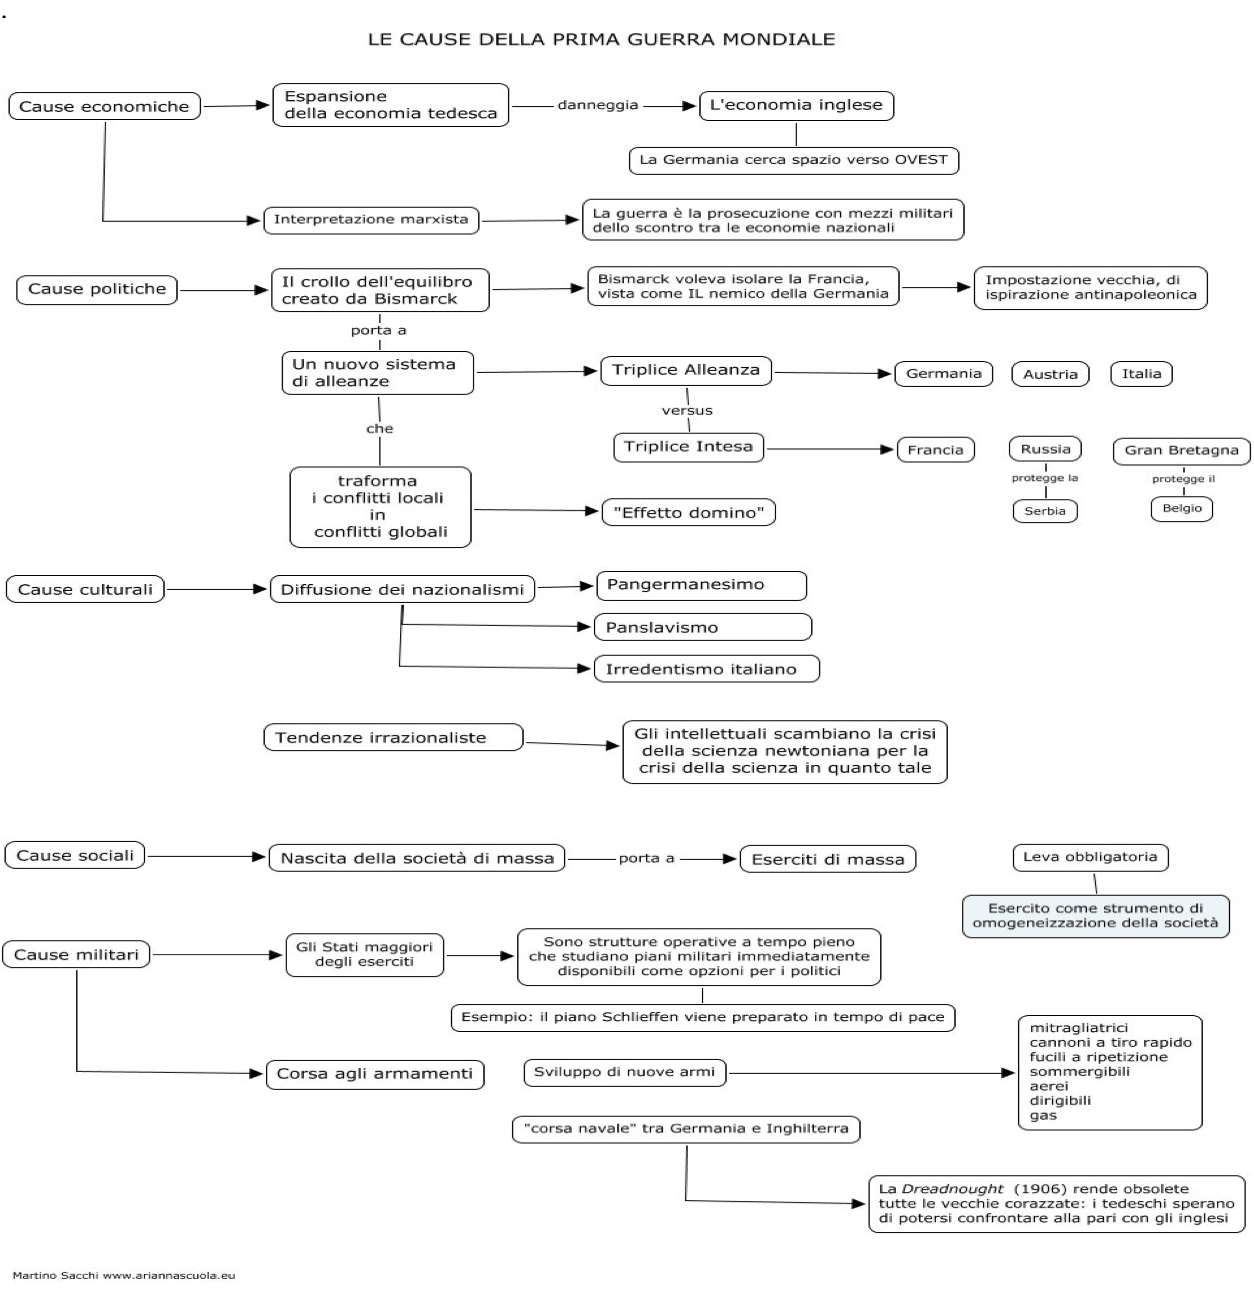 .
LE CAUSE DELLA PRIMA GUERRA MONDIALE
Cause economiche
Espansione
della economia tedesca
danneggia
L'economia inglese
La Germania cerca spazio verso OVEST
Interpretazione marxista
La guerra è la prosecuzione con mezzi militari
dello scontro tra le economie nazionali
Cause politiche
Il crollo dell'equilibro
creato da Bismarck
Bismarck voleva isolare la Francia,
vista come IL nemico della Germania
Impostazione vecchia, di
ispirazione antinapoleonica
porta a
Un nuovo sistema
di alleanze
Triplice Alleanza
Germania
Austria
Italia
versus
che
Triplice Intesa
Francia
Russia
Gran Bretagna
protegge la
protegge il
Serbia
Belgio
traforma
i conflitti locali
in
conflitti globali
"Effetto domino"
Cause culturali
Diffusione dei nazionalismi
Pangermanesimo
Panslavismo
Irredentismo italiano
Tendenze irrazionaliste
Gli intellettuali scambiano la crisi
della scienza newtoniana per la
crisi della scienza in quanto tale
Cause sociali
Nascita della società di massa
porta a
Eserciti di massa
Leva obbligatoria
Esercito come strumento di
omogeneizzazione della società
Cause militari
Gli Stati maggiori
degli eserciti
Sono strutture operative a tempo pieno
che studiano piani militari immediatamente
disponibili come opzioni per i politici
Esempio: il piano Schlieffen viene preparato in tempo di pace
Corsa agli armamenti
Sviluppo di nuove armi
mitragliatrici
cannoni a tiro rapido
fucili a ripetizione
sommergibili
aerei
dirigibili
gas
"corsa navale" tra Germania e Inghilterra
La Dreadnought (1906) rende obsolete
tutte le vecchie corazzate: i tedeschi sperano
di potersi confrontare alla pari con gli inglesi
Martino Sacchi www.ariannascuola.eu